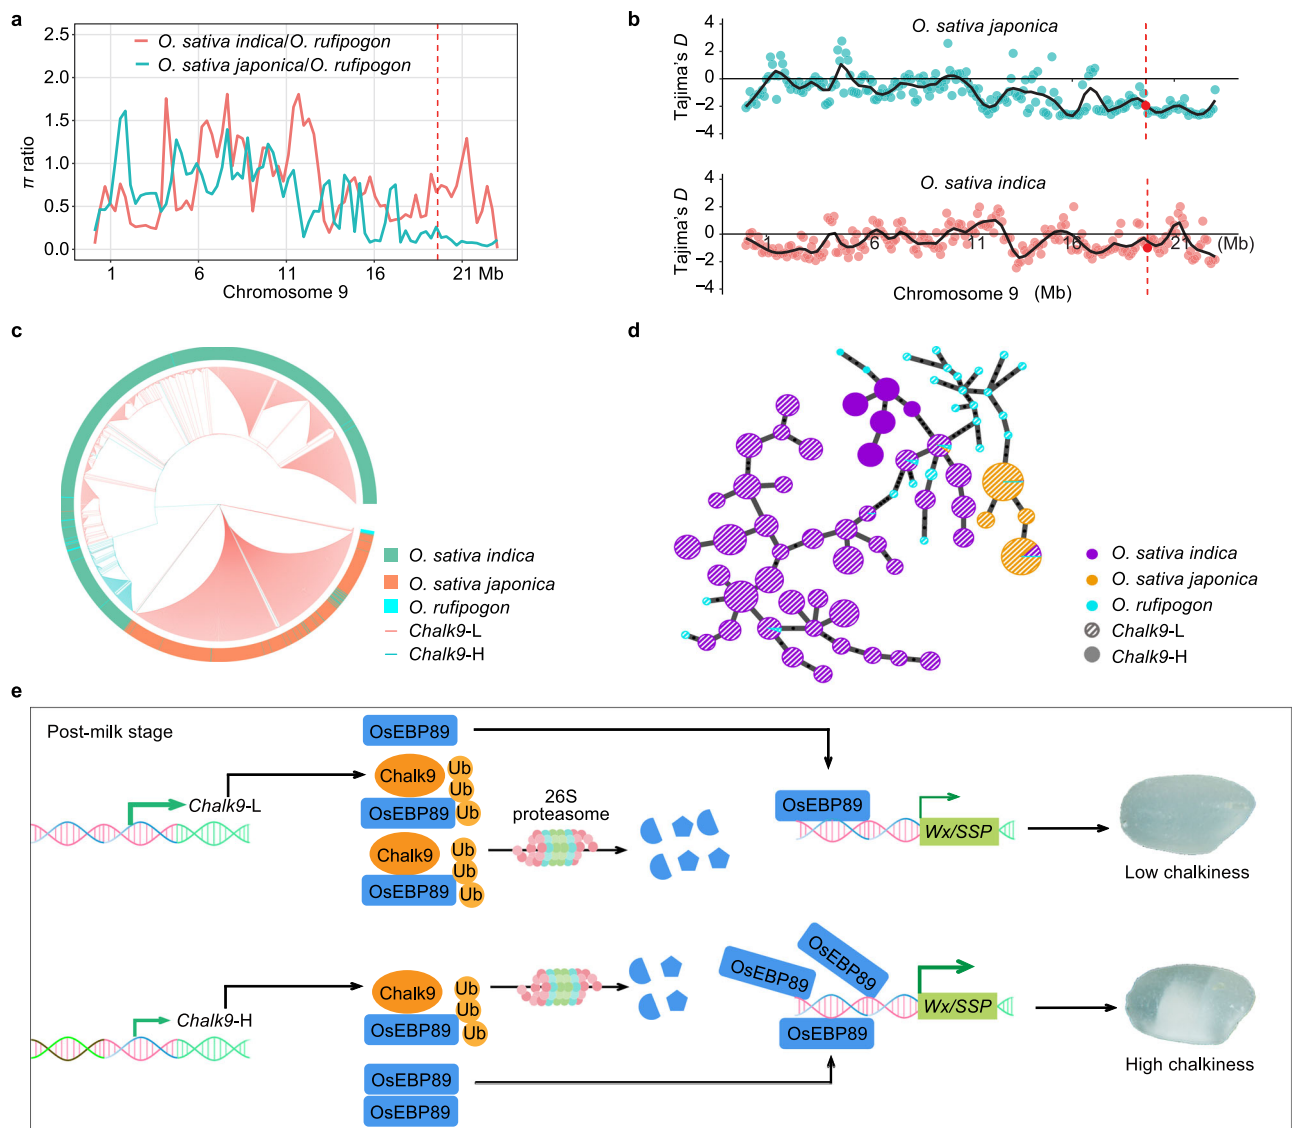 a
2.5
2.0
1.5
1.0
0.5
0.0
π ratio
O. sativa indica/O. rufipogon
O. sativa japonica/O. rufipogon
1
6
11
16
21 Mb
Chromosome 9
b
O. sativa japonica
4
2
0
−2
−4
Tajima's D
O. sativa indica
4
2
0
−2
−4
Tajima's D
1
6
11
16
21
(Mb)
Chromosome 9 (Mb)
c
O. sativa indica
O. sativa japonica
O. rufipogon
Chalk9-L
Chalk9-H
d
O. sativa indica
O. sativa japonica
O. rufipogon
Chalk9-L
Chalk9-H
e
Post-milk stage
Chalk9-L
OsEBP89
Chalk9
Ub
Ub
OsEBP89
Ub
Chalk9
Ub
Ub
OsEBP89
Ub
26S
proteasome
OsEBP89
Wx/SSP
Low chalkiness
Chalk9-H
Chalk9
Ub
Ub
OsEBP89
Ub
OsEBP89
OsEBP89
OsEBP89
OsEBP89
OsEBP89
Wx/SSP
High chalkiness